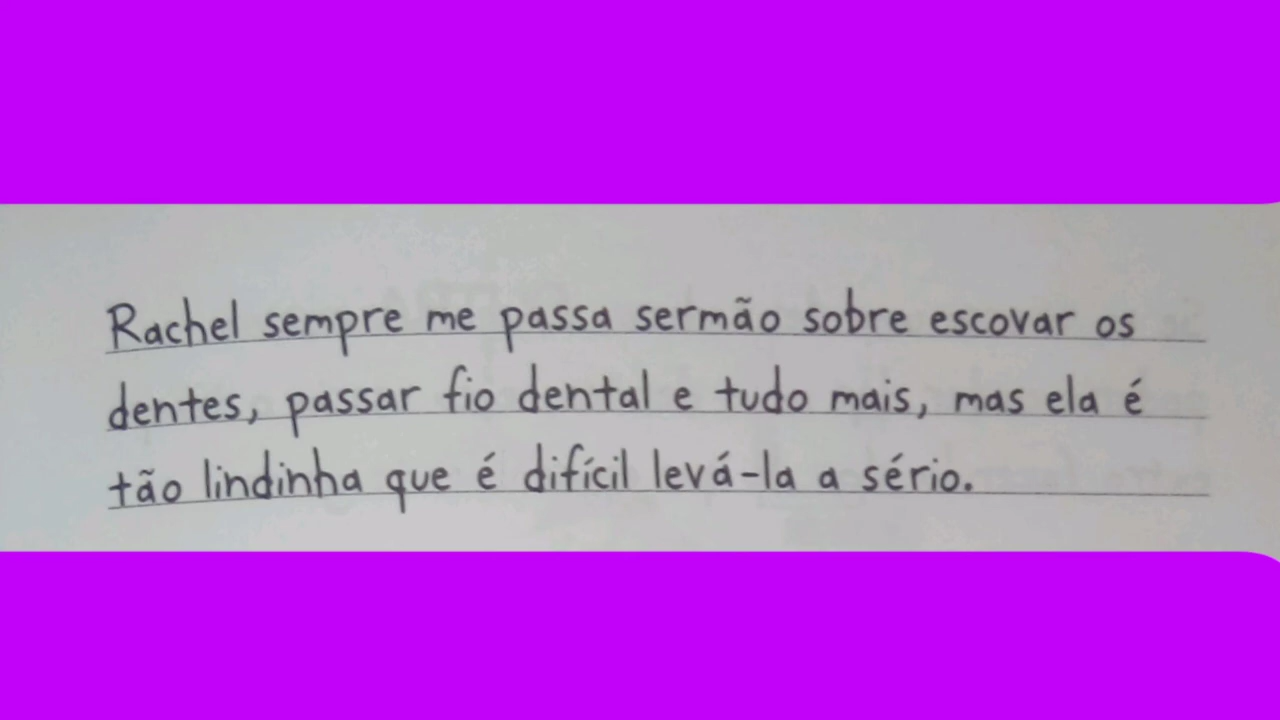 Rachel sempre me passa sermão sobre escovar os
dentes, passar fio dental e tudo mais, mas ela é
tão lindinha que é difícil levá-la a sério.